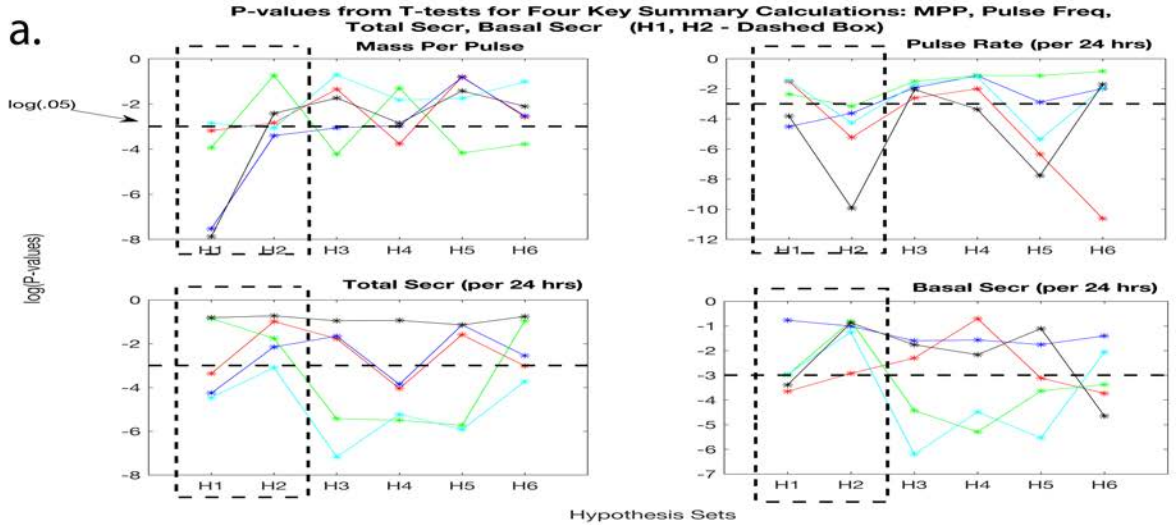 a.
P-values from T-tests for Four Key Summary Calculations: MPP, Pulse Freq,
Total Secr, Basal Secr (H1, H2 - Dashed Box)
Mass Per Pulse
0
-2
-4
-6
-8
H1 H2 H3 H4 H5 H6
log(.05)
Pulse Rate (per 24 hrs)
0
-2
-4
-6
-8
-10
-12
H1 H2 H3 H4 H5 H6
log(P-values)
Total Secr (per 24 hrs)
0
-2
-4
-6
-8
H1 H2 H3 H4 H5 H6
Basal Secr (per 24 hrs)
0
-1
-2
-3
-4
-5
-6
-7
H1 H2 H3 H4 H5 H6
Hypothesis Sets